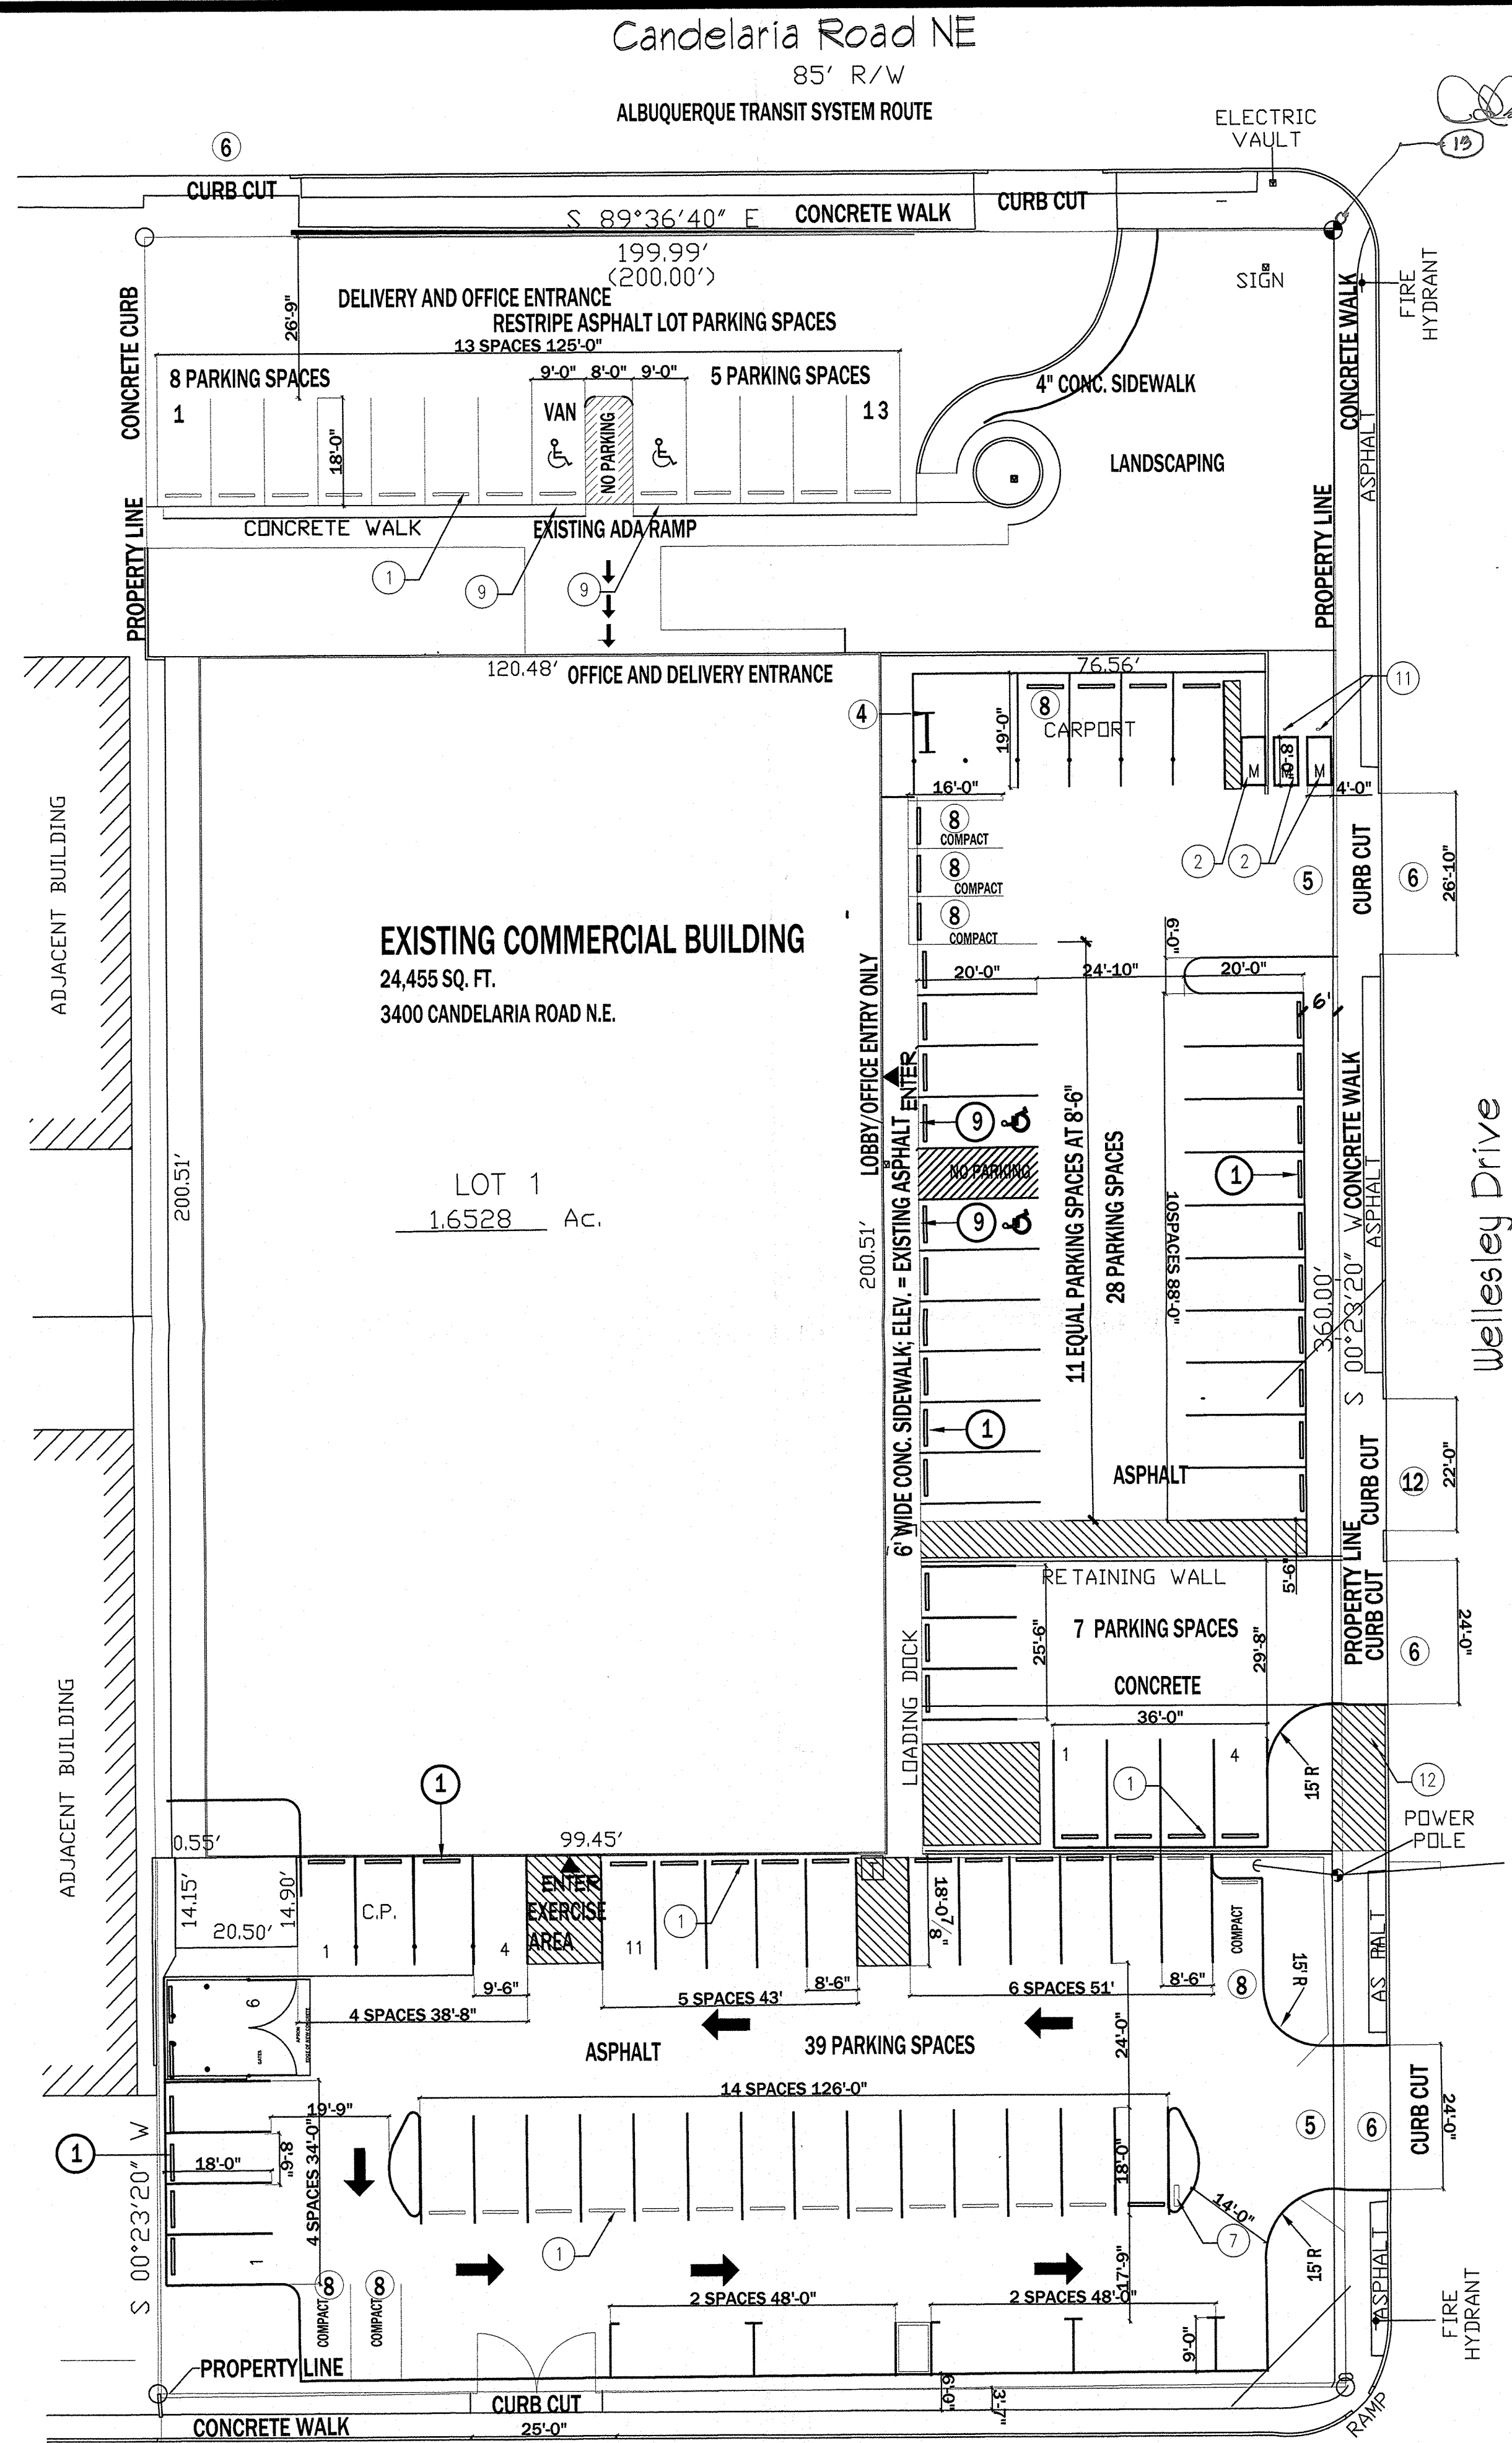 Candelaria Road NE
85' R/W
ALBUQUERQUE TRANSIT SYSTEM ROUTE
ELECTRIC
VAULT
13
6
CURB CUT
S 89°36'40" E
CONCRETE WALK
CURB CUT
199.99'
(200.00')
SIGN
FIRE
HYDRANT
CONCRETE CURB
26'-9"
DELIVERY AND OFFICE ENTRANCE
RESTRIPE ASPHALT LOT PARKING SPACES
13 SPACES 125'-0"
8 PARKING SPACES
9'-0"
8'-0"
9'-0"
5 PARKING SPACES
1
VAN
NO PARKING
13
18'-0"
4" CONC. SIDEWALK
CONCRETE WALK
ASPHALT
LANDSCAPING
PROPERTY LINE
CONCRETE WALK
EXISTING ADA RAMP
PROPERTY LINE
1
9
9
120.48'
OFFICE AND DELIVERY ENTRANCE
76.56'
11
4
8
CARPORT
19'-0"
M
8'-0"
M
16'-0"
4'-0"
8
COMPACT
8
COMPACT
8
COMPACT
2
2
5
CURB CUT
6
26'-10"
ADJACENT BUILDING
EXISTING COMMERCIAL BUILDING
24,455 SQ. FT.
3400 CANDELARIA ROAD N.E.
6'-0"
20'-0"
24'-10"
20'-0"
6'
LOBBY/OFFICE ENTRY ONLY
ENTER
9
NO PARKING
9
1
11 EQUAL PARKING SPACES AT 8'-6"
28 PARKING SPACES
10SPACES 88'-0"
1
CONCRETE WALK
ASPHALT
Wellesley Drive
200.51'
LOT 1
1.6528 Ac.
200.51'
6' WIDE CONC. SIDEWALK; ELEV. = EXISTING ASPHALT
360.00'
S 00°23'20" W
ASPHALT
CURB CUT
12
22'-0"
PROPERTY LINE
5'-6"
RETAINING WALL
7 PARKING SPACES
25'-6"
29'-8"
CURB CUT
6
24'-0"
LOADING DOCK
CONCRETE
36'-0"
1
4
1
15' R
12
POWER
POLE
ADJACENT BUILDING
1
0.55'
99.45'
14.15'
14.90'
20.50'
C.P.
1
4
ENTER
EXERCISE
AREA
11
1
18'-0 7/8"
COMPACT
8
15' R
9'-6"
4 SPACES 38'-8"
8'-6"
5 SPACES 43'
6 SPACES 51'
8'-6"
6
GATES
ASPHALT
39 PARKING SPACES
24'-0"
14 SPACES 126'-0"
5
6
CURB CUT
24'-0"
1
19'-9"
18'-0"
8'-6"
4 SPACES 34'-0"
18'-0"
1
1
14'-0"
7
15' R
17'-9"
S 00°23'20" W
8
8
COMPACT
COMPACT
2 SPACES 48'-0"
2 SPACES 48'-0"
9'-0"
ASPHALT
FIRE
HYDRANT
PROPERTY LINE
CURB CUT
6'-0"
3'-7"
CONCRETE WALK
25'-0"
RAMP